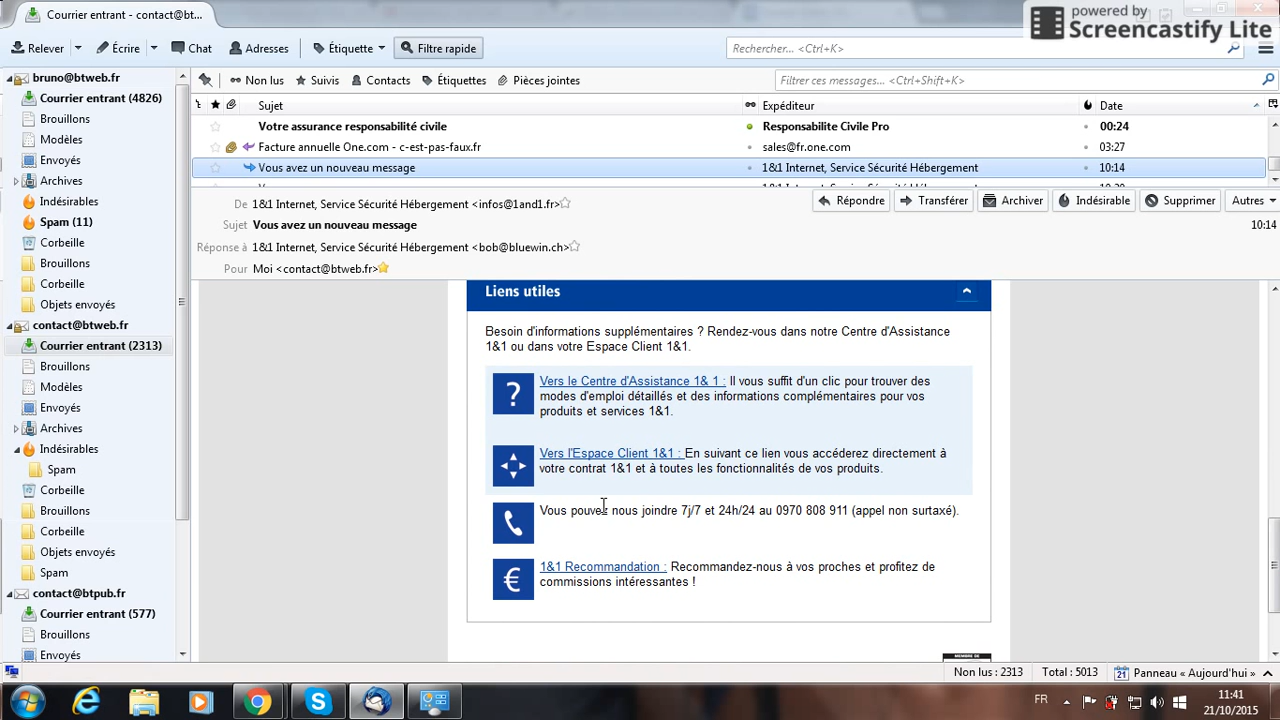 Courrier entrant - contact@bt...
powered by
Screencastify Lite
Relever
Écrire
Chat
Adresses
Étiquette
Filtre rapide
Rechercher... <Ctrl+K>
bruno@btweb.fr
Courrier entrant (4826)
Brouillons
Modèles
Envoyés
Archives
Indésirables
Spam (11)
Corbeille
Brouillons
Corbeille
Objets envoyés
contact@btweb.fr
Courrier entrant (2313)
Brouillons
Modèles
Envoyés
Archives
Indésirables
Spam
Corbeille
Brouillons
Corbeille
Objets envoyés
Spam
contact@btpub.fr
Courrier entrant (577)
Brouillons
Envoyés
Non lus
Suivis
Contacts
Étiquettes
Pièces jointes
Filtrer ces messages... <Ctrl+Shift+K>
Sujet Expéditeur Date
Votre assurance responsabilité civile Responsabilite Civile Pro 00:24
Facture annuelle One.com - c-est-pas-faux.fr sales@fr.one.com 03:27
Vous avez un nouveau message 1&1 Internet, Service Sécurité Hébergement 10:14
De 1&1 Internet, Service Sécurité Hébergement <infos@1and1.fr>
Répondre
Transférer
Archiver
Indésirable
Supprimer
Autres
Sujet Vous avez un nouveau message 10:14
Réponse à 1&1 Internet, Service Sécurité Hébergement <bob@bluewin.ch>
Pour Moi <contact@btweb.fr>
Liens utiles
Besoin d'informations supplémentaires ? Rendez-vous dans notre Centre d'Assistance
1&1 ou dans votre Espace Client 1&1.
? Vers le Centre d'Assistance 1& 1 : Il vous suffit d'un clic pour trouver des
modes d'emploi détaillés et des informations complémentaires pour vos
produits et services 1&1.
Vers l'Espace Client 1&1 : En suivant ce lien vous accéderez directement à
votre contrat 1&1 et à toutes les fonctionnalités de vos produits.
Vous pouvez nous joindre 7j/7 et 24h/24 au 0970 808 911 (appel non surtaxé).
€ 1&1 Recommandation : Recommandez-nous à vos proches et profitez de
commissions intéressantes !
MEMBRE DE
Non lus : 2313
Total : 5013
21 Panneau « Aujourd'hui »
FR
11:41
21/10/2015